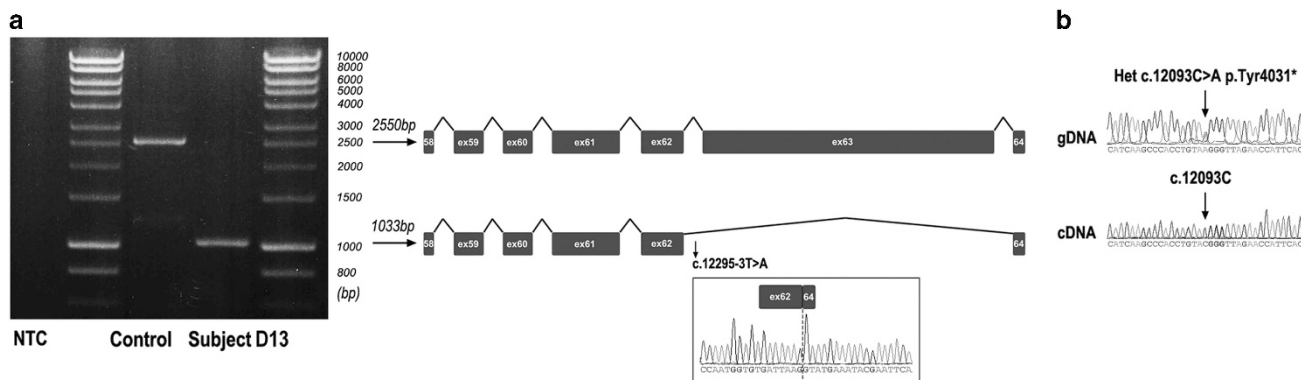 a
b
10000
8000
6000
5000
4000
3000
2500
2000
1500
1000
800
(bp)
NTC
Control
Subject D13
2550bp
58
ex59
ex60
ex61
ex62
ex63
64
1033bp
58
ex59
ex60
ex61
ex62
64
c.12295-3T>A
ex62
64
CCAATGGTGTGATTAAGGTATGAAATACGAATTCA
Het c.12093C>A p.Tyr4031*
gDNA
CATCAAGCCCACCTGTAAGGGTTAGAACCATTCAC
c.12093C
cDNA
CATCAAGCCCACCTGTACGGGTTAGAACCATTCAC